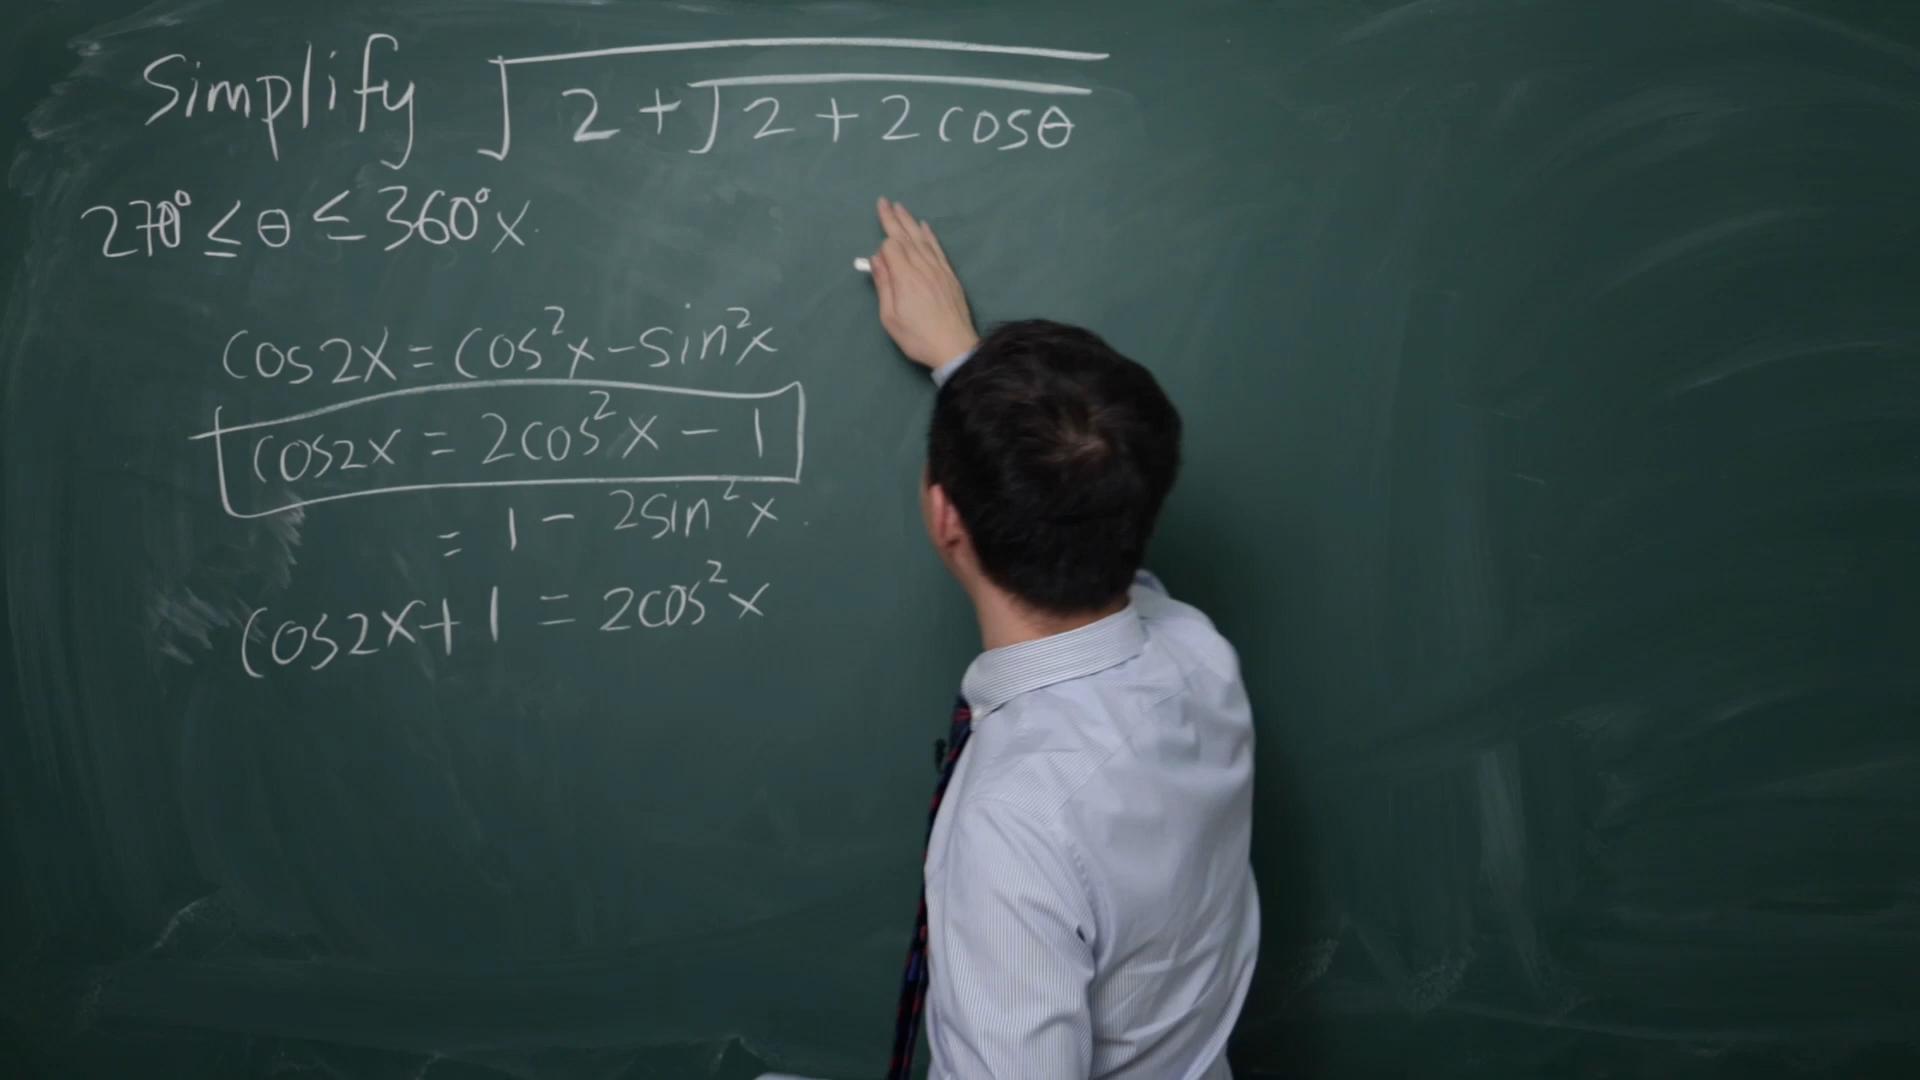 Simplify √(2+√(2+2cosθ))
270° ≤ θ ≤ 360° x.
cos2x = cos²x - sin²x
cos2x = 2cos²x - 1
= 1 - 2sin²x.
cos2x+1 = 2cos²x